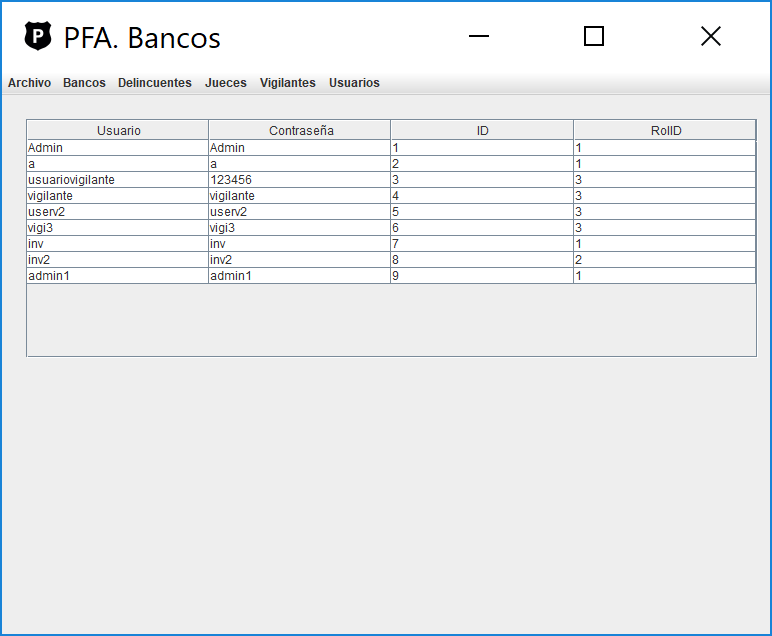 P PFA. Bancos
Archivo Bancos Delincuentes Jueces Vigilantes Usuarios
Usuario Contraseña ID RolID
Admin Admin 1 1
a a 2 1
usuariovigilante 123456 3 3
vigilante vigilante 4 3
userv2 userv2 5 3
vigi3 vigi3 6 3
inv inv 7 1
inv2 inv2 8 2
admin1 admin1 9 1